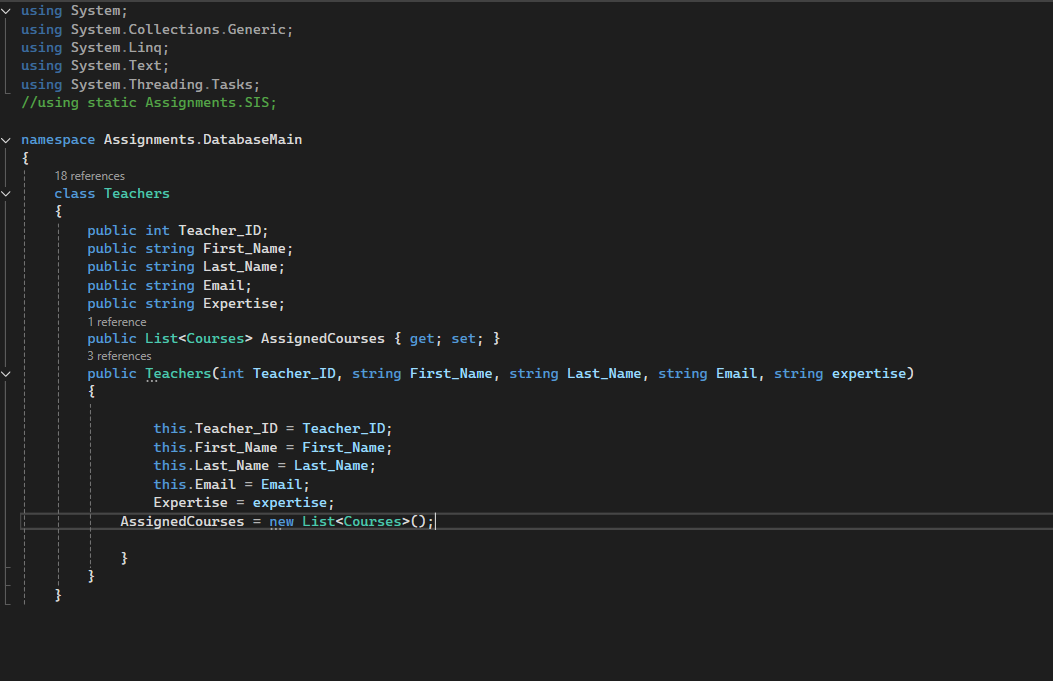 using System;
using System.Collections.Generic;
using System.Linq;
using System.Text;
using System.Threading.Tasks;
//using static Assignments.SIS;
namespace Assignments.DatabaseMain
{
18 references
class Teachers
{
public int Teacher_ID;
public string First_Name;
public string Last_Name;
public string Email;
public string Expertise;
1 reference
public List<Courses> AssignedCourses { get; set; }
3 references
public Teachers(int Teacher_ID, string First_Name, string Last_Name, string Email, string expertise)
{
this.Teacher_ID = Teacher_ID;
this.First_Name = First_Name;
this.Last_Name = Last_Name;
this.Email = Email;
Expertise = expertise;
AssignedCourses = new List<Courses>();
}
}
}